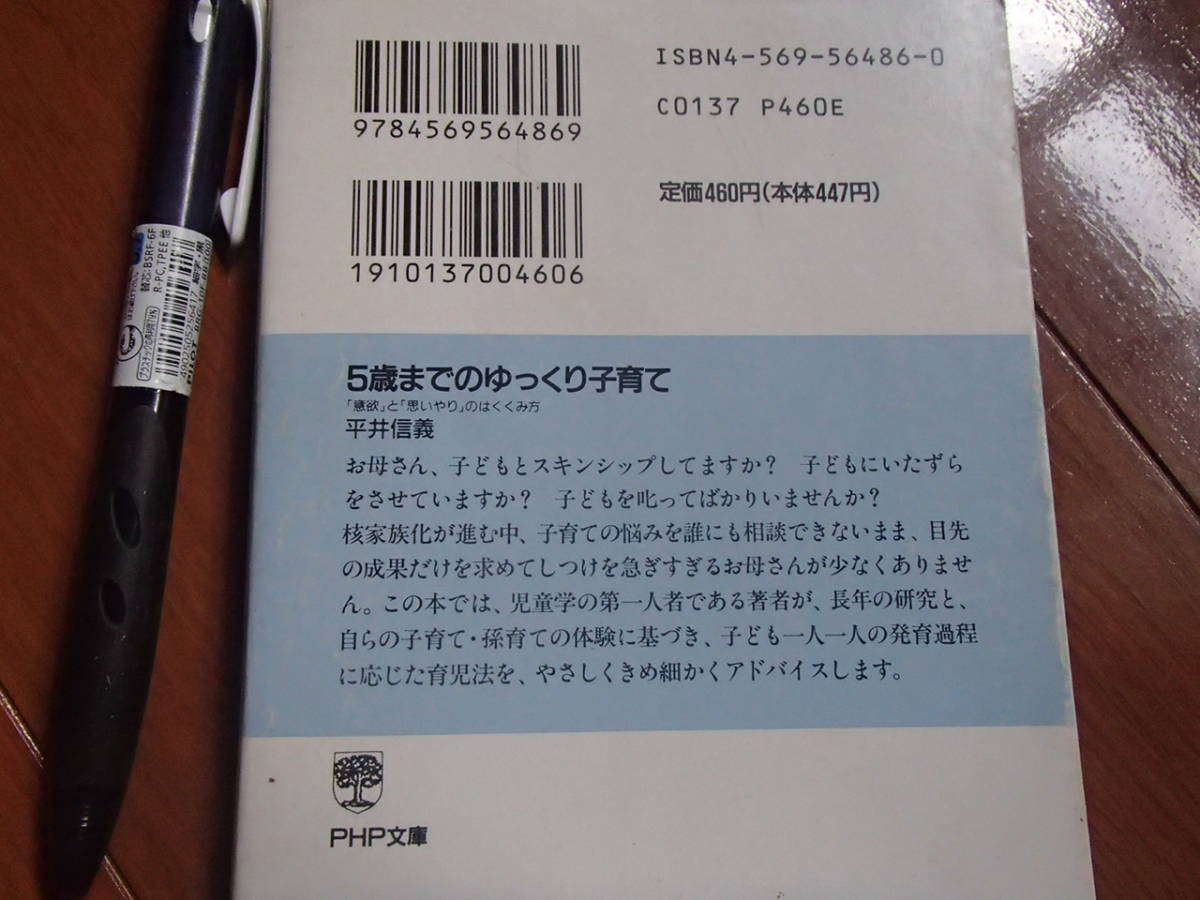 ISBN4-569-56486-0
9784569564869
C0137 P460E
定価460円(本体447円)
1910137004606
5歳までのゆっくり子育て
「意欲」と「思いやり」のはぐくみ方
平井信義
お母さん、子どもとスキンシップしてますか? 子どもにいたずら
をさせていますか? 子どもを叱ってばかりいませんか?
核家族化が進む中、子育ての悩みを誰にも相談できないまま、目先
の成果だけを求めてしつけを急ぎすぎるお母さんが少なくありませ
ん。この本では、児童学の第一人者である著者が、長年の研究と、
自らの子育て・孫育ての体験に基づき、子ども一人一人の発育過程
に応じた育児法を、やさしくきめ細かくアドバイスします。
PHP文庫
替芯:BSRF-6F
R-PC,TPEE 他
4902505256417
PILOT